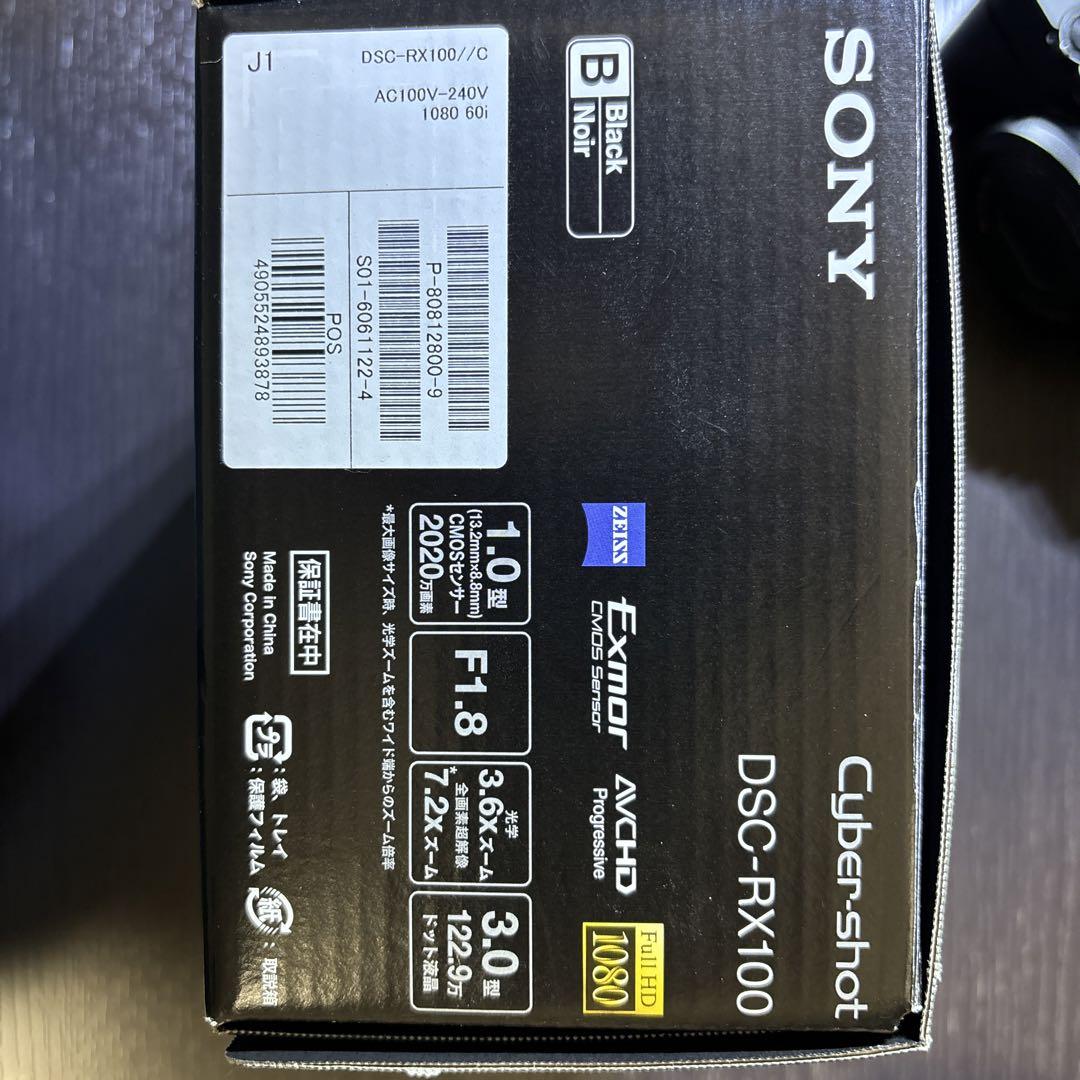 SONY
Cyber-shot
DSC-RX100
B
Black
Noir
ZEISS
Exmor
CMOS Sensor
AVCHD
Progressive
Full HD
1080
1.0型
(13.2mm×8.8mm)
CMOSセンサー
2020万画素
F1.8
光学
3.6xズーム
全画素超解像
*7.2xズーム
3.0型
122.9万
ドット液晶
*最大画像サイズ時、光学ズームを含むワイド端からのズーム倍率
保証書在中
Made in China
Sony Corporation
プラ:袋、トレイ
:保護フィルム
紙:取説箱
J1
DSC-RX100//C
AC100V-240V
1080 60i
P-80812800-9
S01-6061122-4
POS
4905524893878